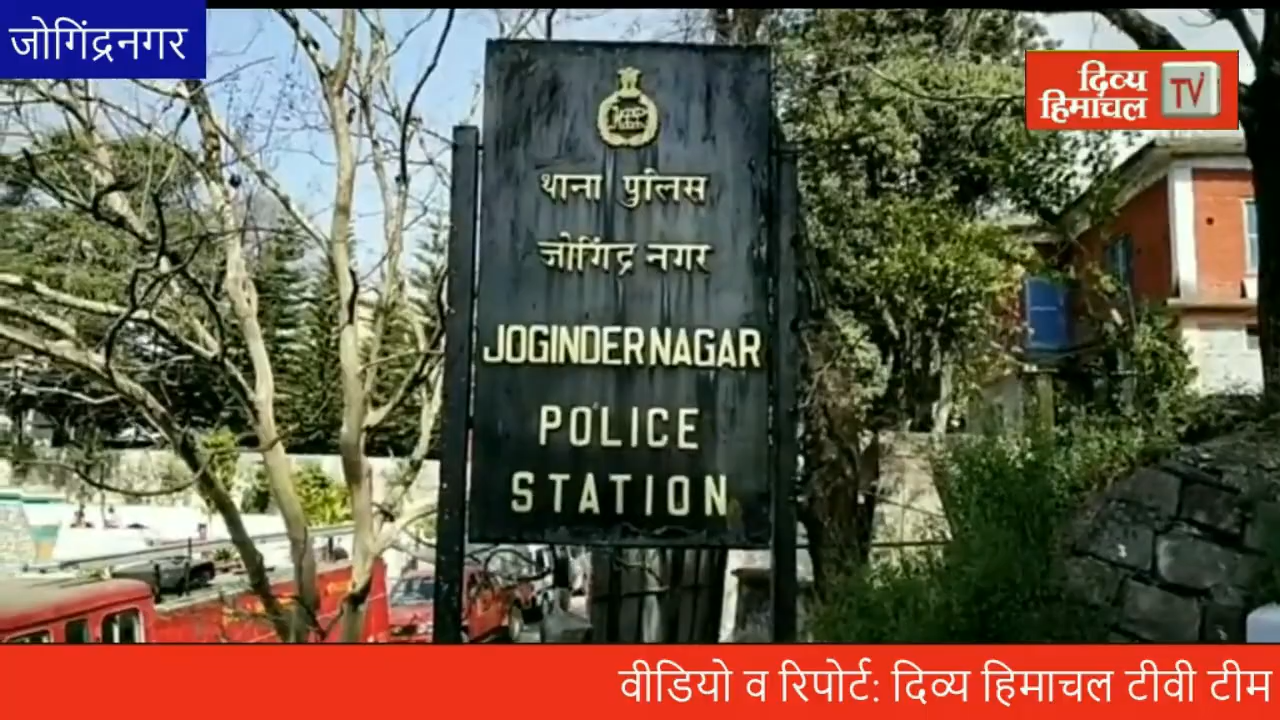 जोगिंद्रनगर
दिव्य
हिमाचल
TV
थाना पुलिस
जोगिंद्र नगर
JOGINDERNAGAR
POLICE
STATION
वीडियो व रिपोर्ट: दिव्य हिमाचल टीवी टीम